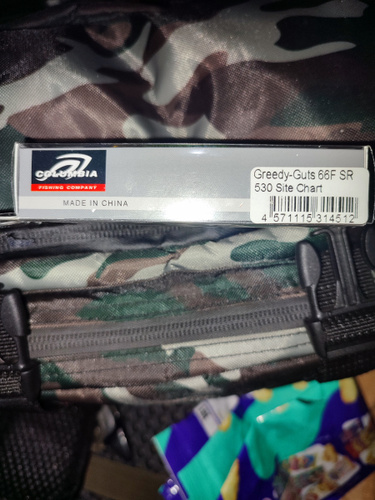 COLUMBIA
FISHING COMPANY
MADE IN CHINA
Greedy-Guts 66F SR
530 Site Chart
4 571115 314612